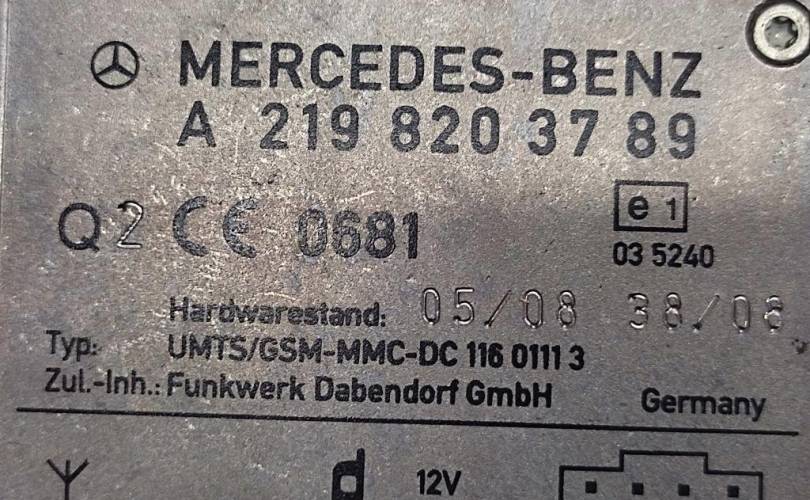 MERCEDES-BENZ
A 219 820 37 89
Q2 CE 0681
e 1
03 5240
Hardwarestand: 05/08 38/08
Typ: UMTS/GSM-MMC-DC 116 0111 3
Zul.-Inh.: Funkwerk Dabendorf GmbH Germany
d 12V